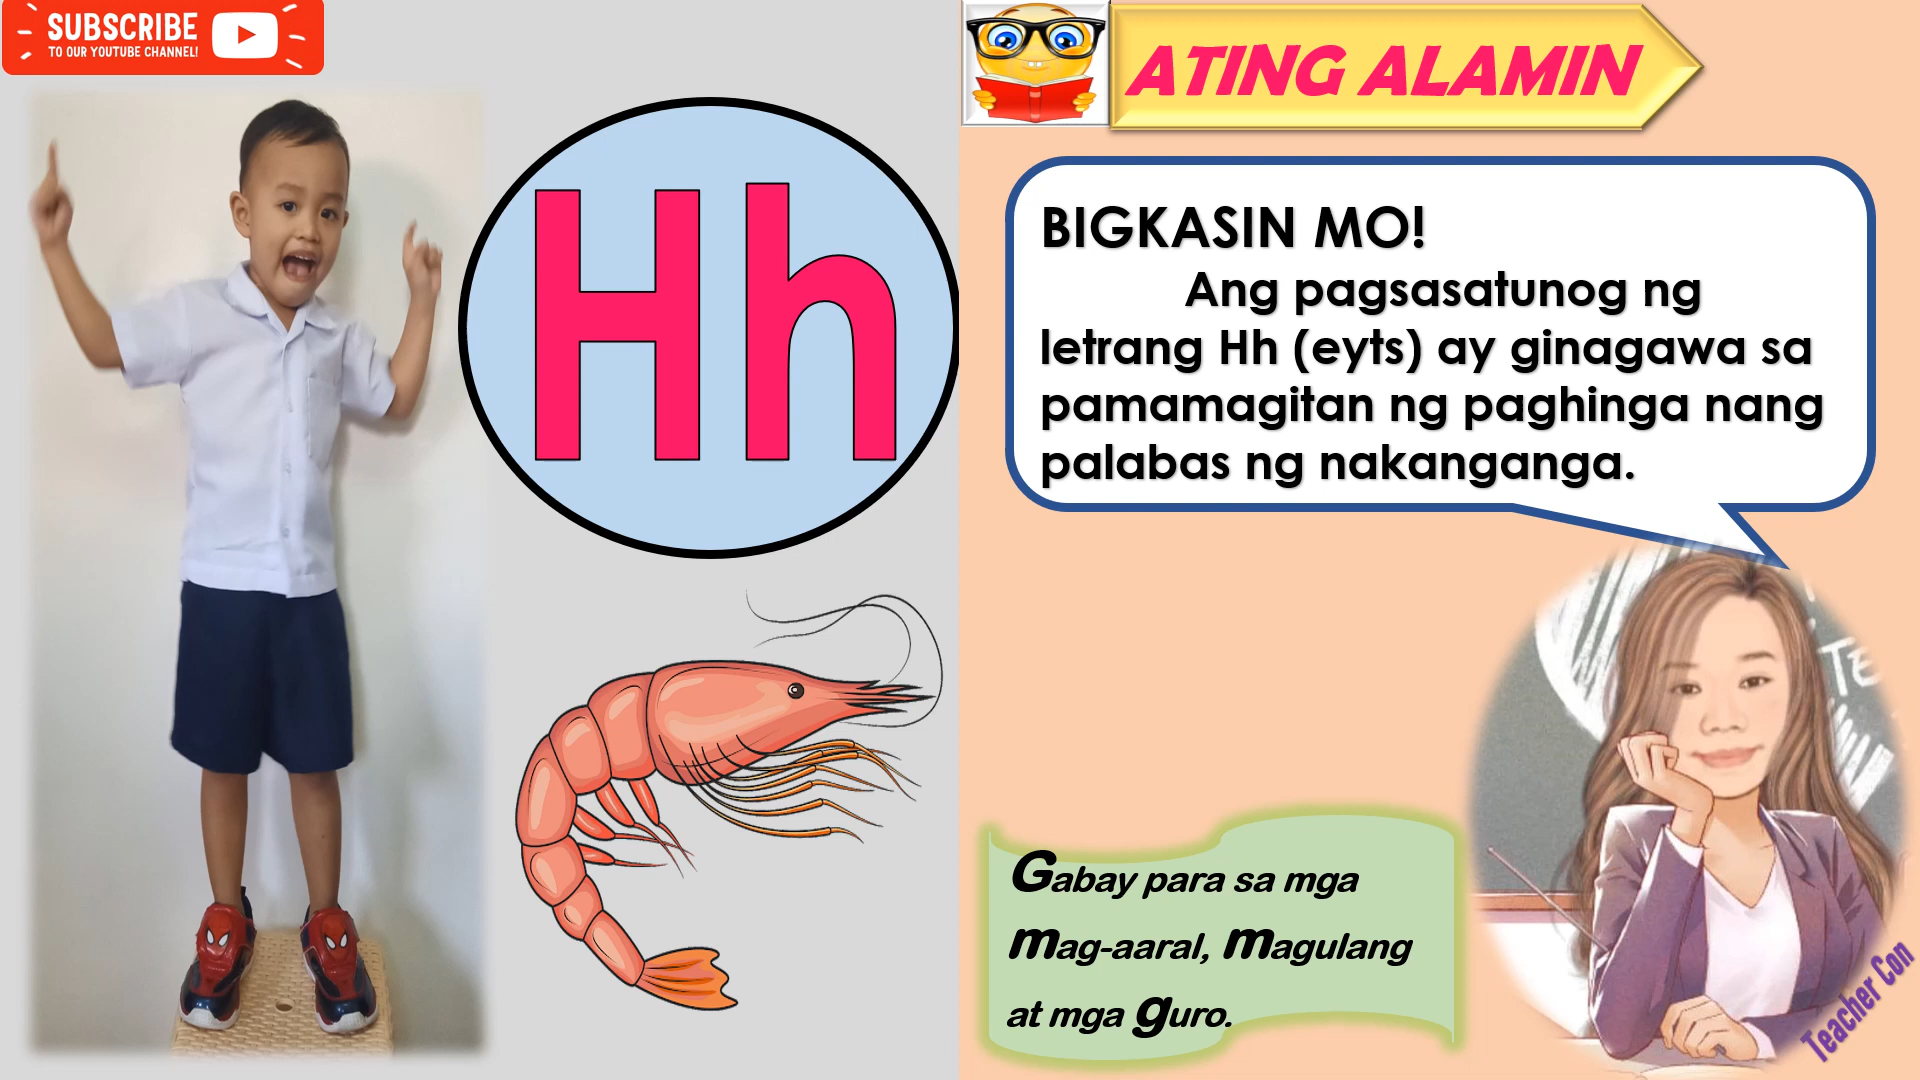 SUBSCRIBE
TO OUR YOUTUBE CHANNEL!
Hh
ATING ALAMIN
BIGKASIN MO!
Ang pagsasatunog ng
letrang Hh (eyts) ay ginagawa sa
pamamagitan ng paghinga nang
palabas ng nakanganga.
TE
Gabay para sa mga
mag-aaral, magulang
at mga guro.
Teacher Con